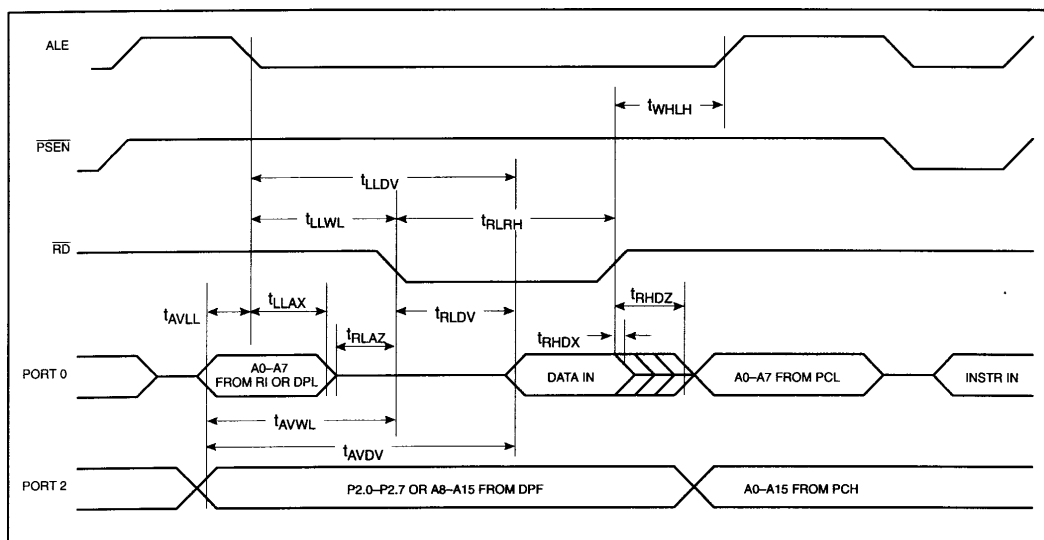 ALE
tWHLH
PSEN
tLLDV
tLLWL
tRLRH
RD
tAVLL
tLLAX
tRLAZ
tRLDV
tRHDZ
tRHDX
PORT 0
A0–A7
FROM RI OR DPL
DATA IN
A0–A7 FROM PCL
INSTR IN
tAVWL
tAVDV
PORT 2
P2.0–P2.7 OR A8–A15 FROM DPF
A0–A15 FROM PCH